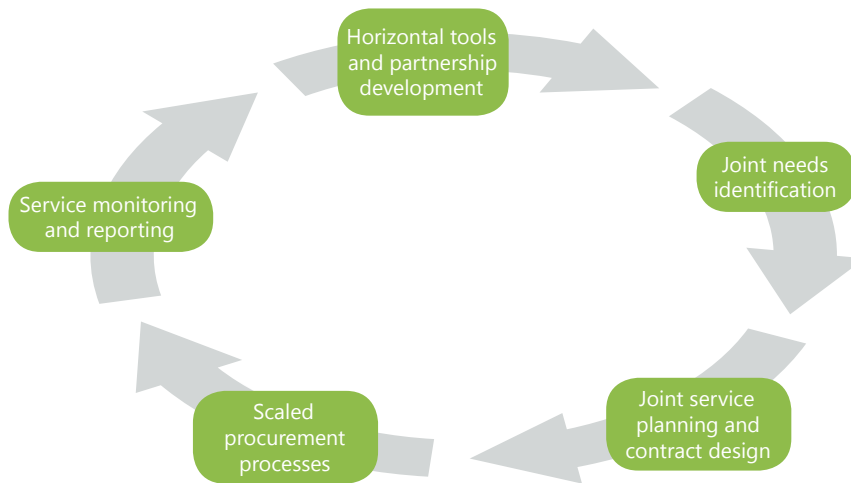 Horizontal tools
and partnership
development
Joint needs
identification
Joint service
planning and
contract design
Scaled
procurement
processes
Service monitoring
and reporting